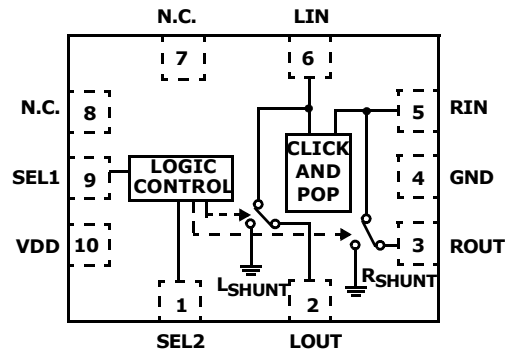 N.C. LIN
7 6
N.C. 8 5 RIN
CLICK
AND
POP
SEL1 9 LOGIC
CONTROL 4 GND
VDD 10 3 ROUT
LSHUNT RSHUNT
1 2
SEL2 LOUT